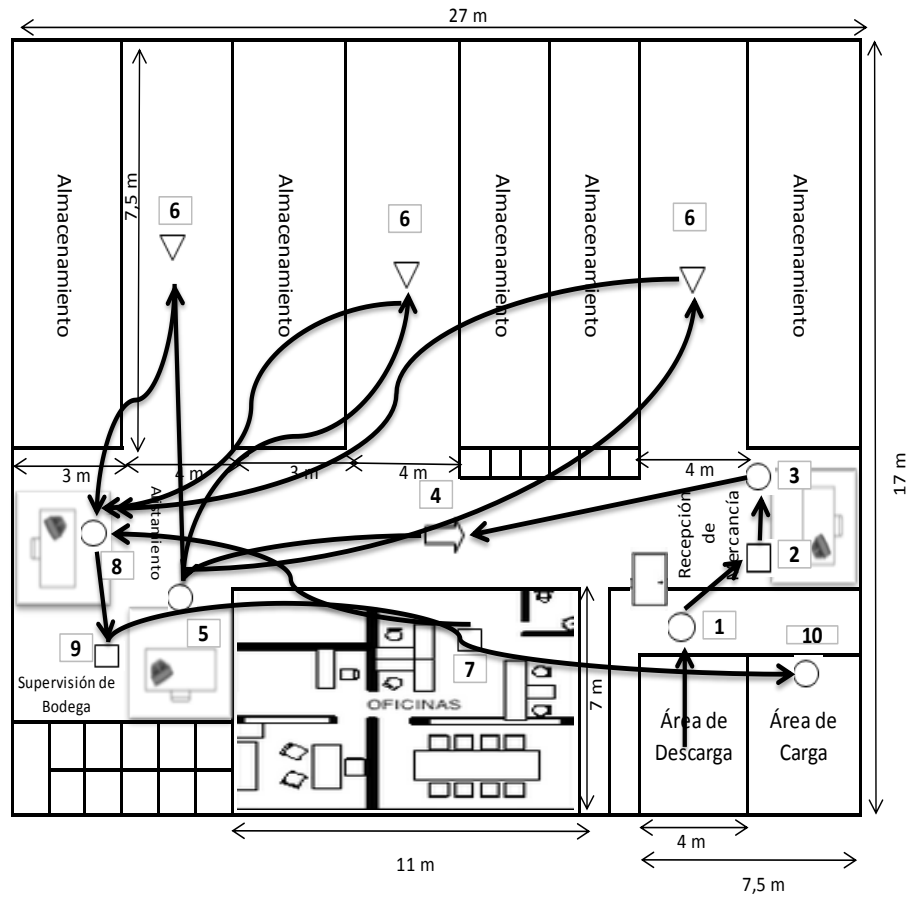 27 m
17 m
Almacenamiento
7,5 m
6
Almacenamiento
6
Almacenamiento
Almacenamiento
6
Almacenamiento
3 m
4 m
3 m
4 m
4 m
4
3
Alistamiento
Recepción
de
Mercancía
2
8
5
9
Supervisión de
Bodega
7
OFICINAS
7 m
1
10
Área de
Descarga
Área de
Carga
11 m
4 m
7,5 m